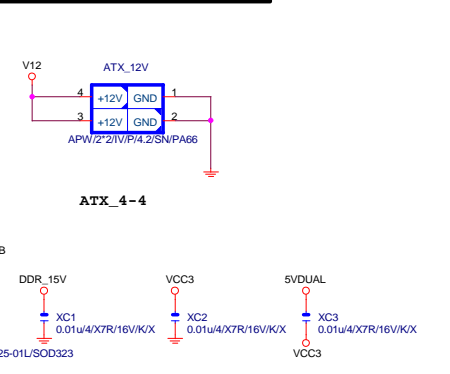 V12
ATX_12V
4 +12V GND 1
3 +12V GND 2
APW/2*2/IV/P/4.2/SN/PA66
ATX_4-4
B
DDR_15V VCC3 5VDUAL
XC1 XC2 XC3
0.01u/4/X7R/16V/K/X 0.01u/4/X7R/16V/K/X 0.01u/4/X7R/16V/K/X
25-01L/SOD323 VCC3